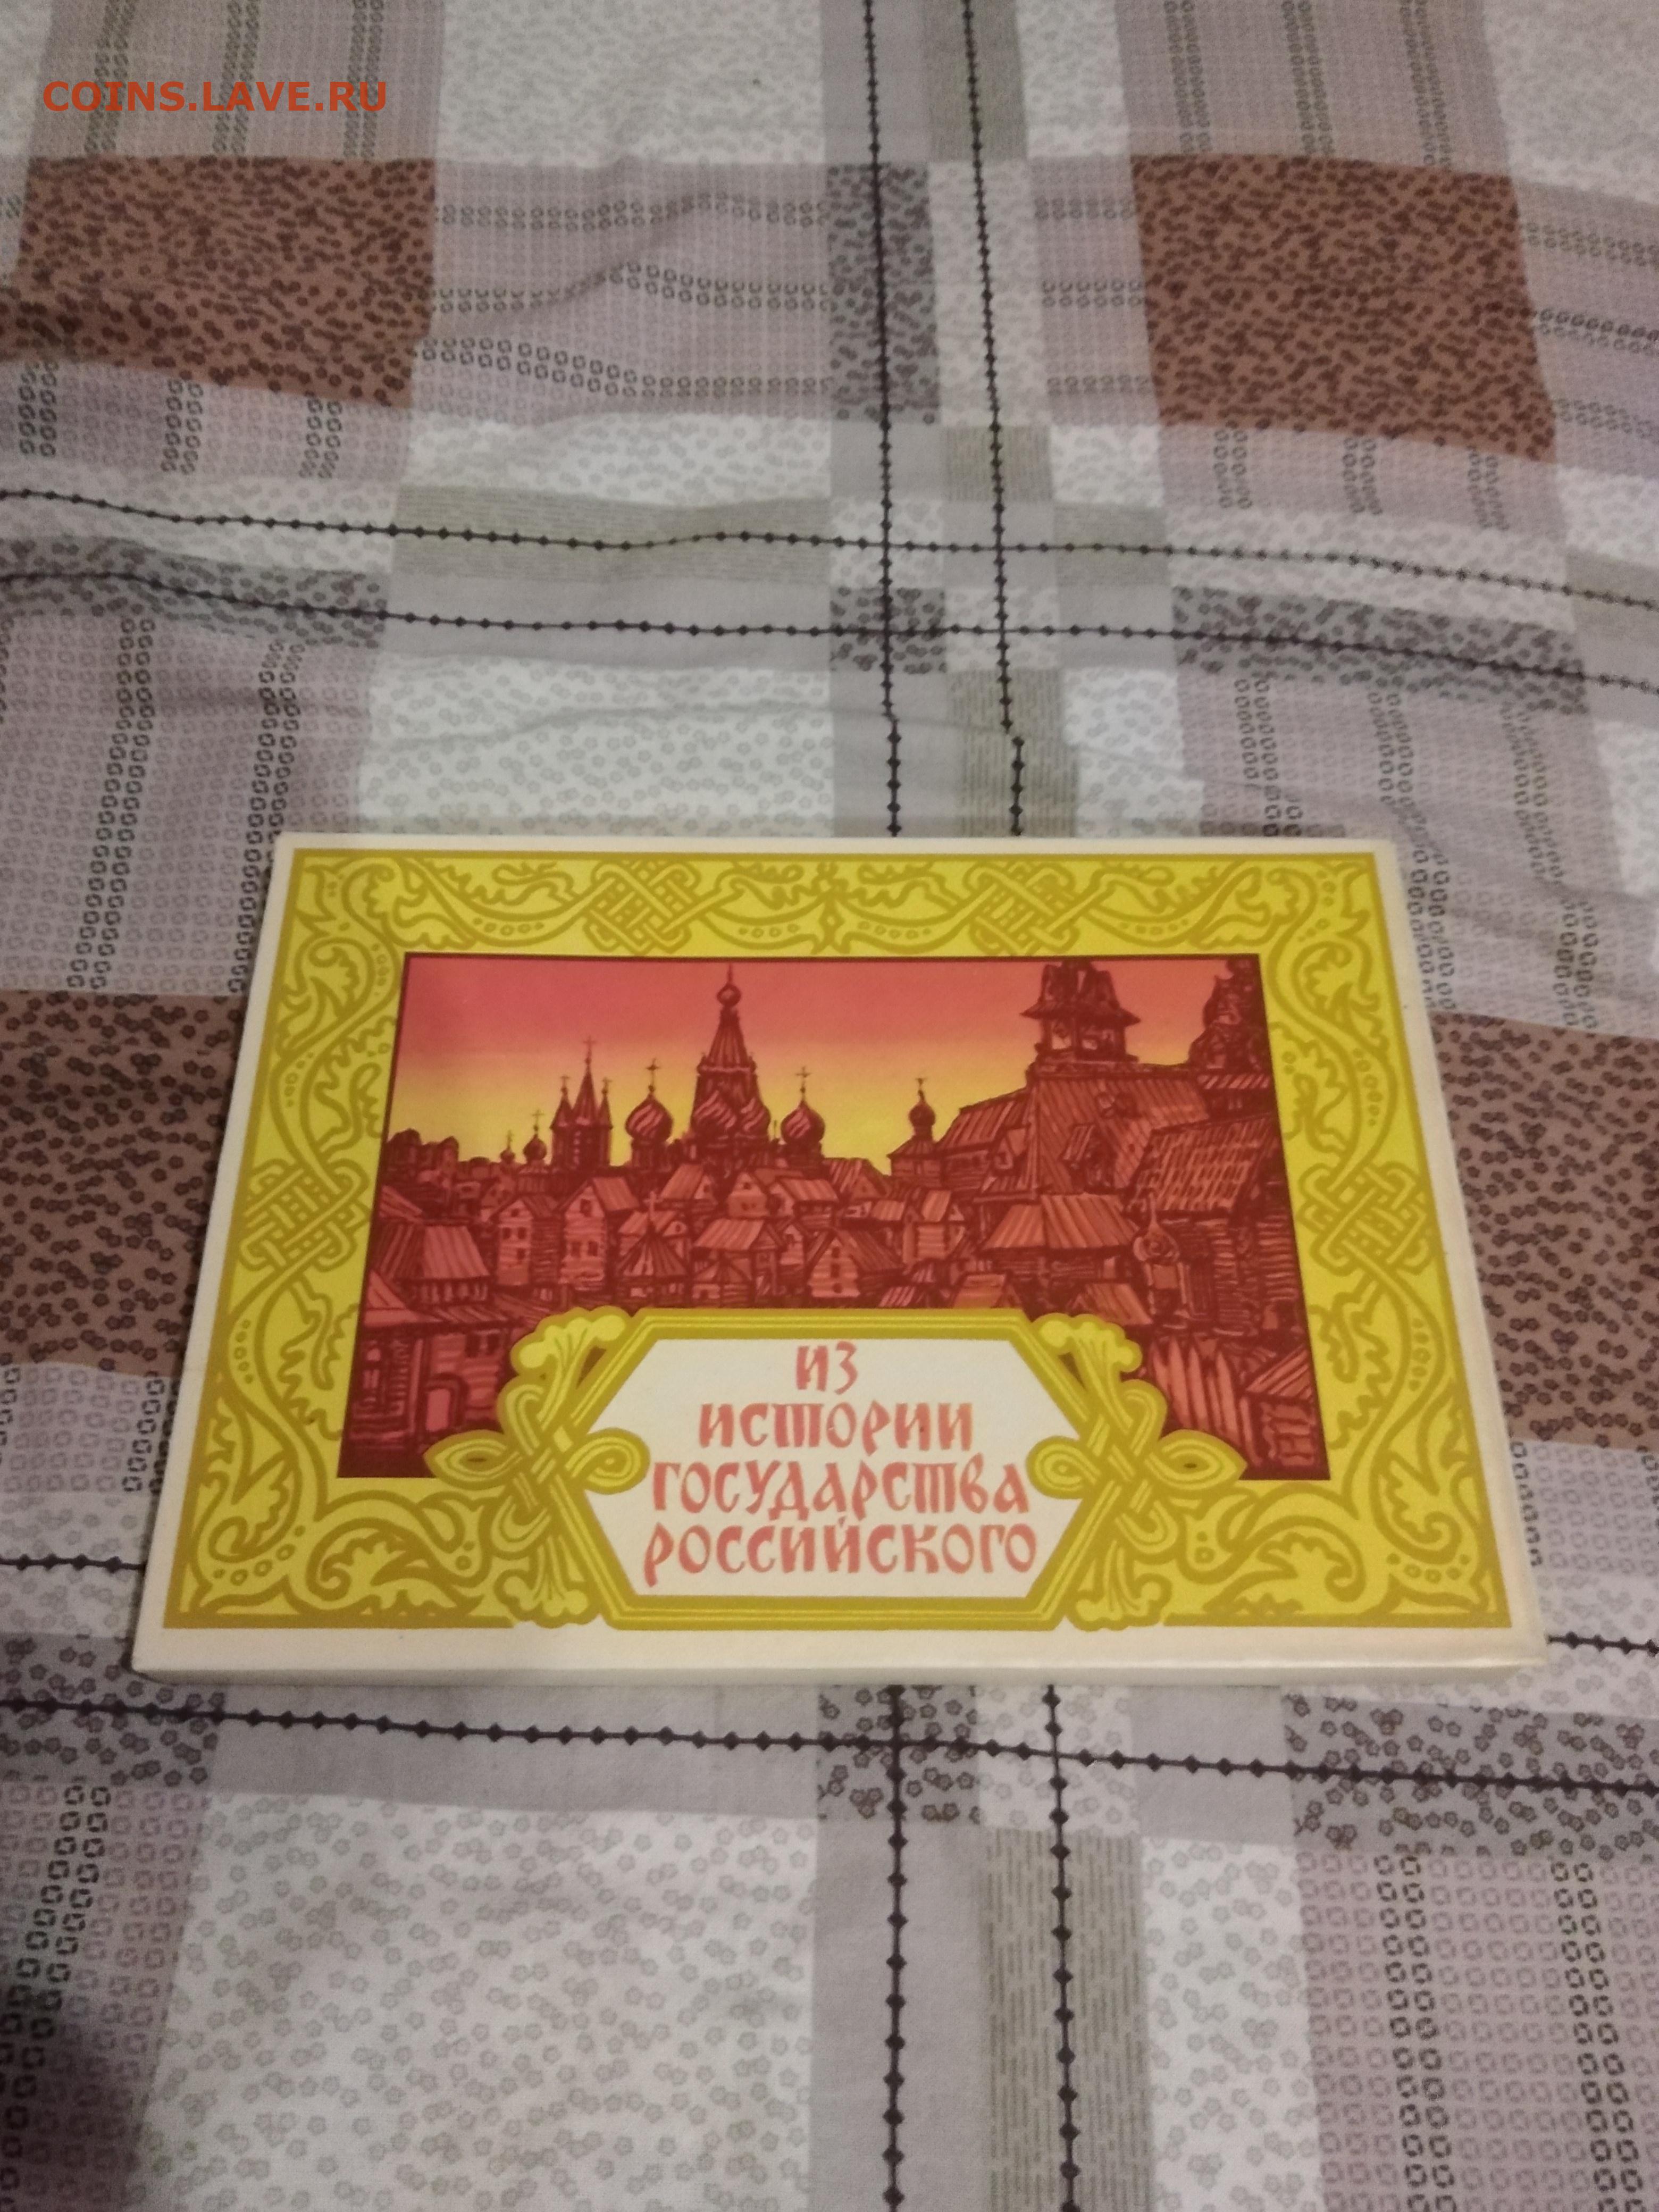 COINS.LAVE.RU
ИЗ
ИСТОРИИ
ГОСУДАРСТВА
РОССИЙСКОГО